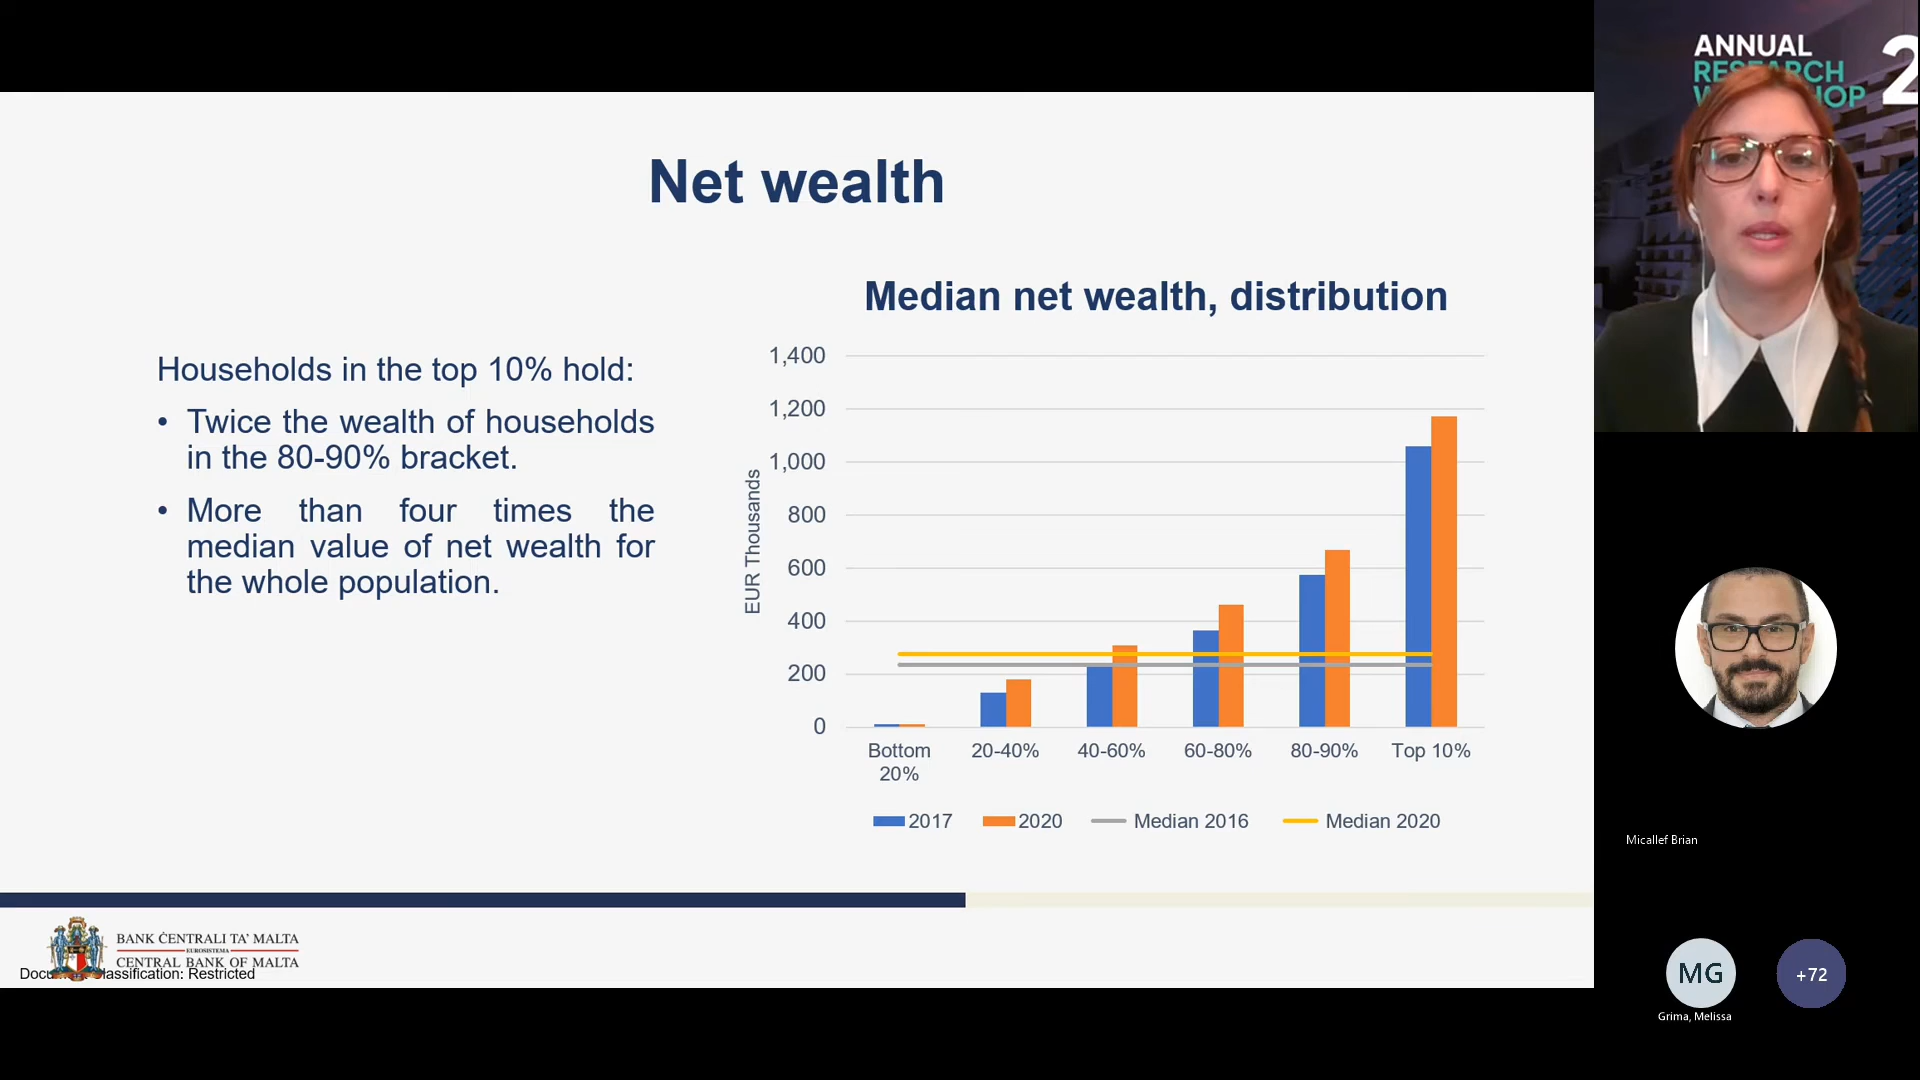 Net wealth
Households in the top 10% hold:
• Twice the wealth of households
in the 80-90% bracket.
• More than four times the
median value of net wealth for
the whole population.
Median net wealth, distribution
EUR Thousands
1,400
1,200
1,000
800
600
400
200
0
Bottom
20%
20-40%
40-60%
60-80%
80-90%
Top 10%
2017
2020
Median 2016
Median 2020
BANK ĊENTRALI TA' MALTA
EUROSISTEMA
CENTRAL BANK OF MALTA
Classification: Restricted
ANNUAL
RESEARCH
2
Micallef Brian
MG
Grima, Melissa
+72